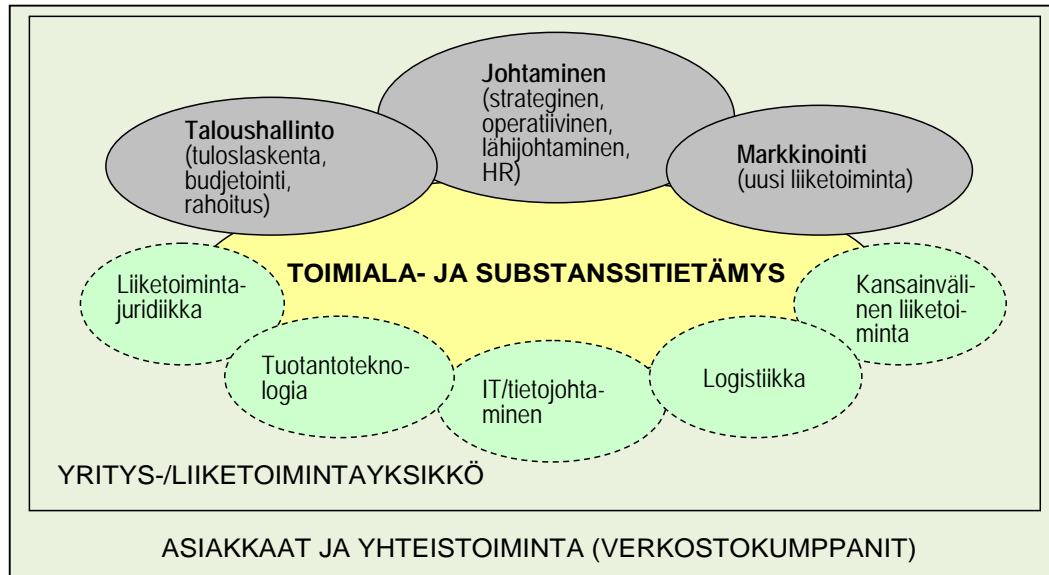 Johtaminen
(strateginen,
operatiivinen,
lähijohtaminen,
HR)
Taloushallinto
(tuloslaskenta,
budjetointi,
rahoitus)
Markkinointi
(uusi liiketoiminta)
TOIMIALA- JA SUBSTANSSITIETÄMYS
Liiketoiminta-
juridiikka
Kansainväli-
nen liiketoi-
minta
Tuotantotekno-
logia
IT/tietojohta-
minen
Logistiikka
YRITYS-/LIIKETOIMINTAYKSIKKÖ
ASIAKKAAT JA YHTEISTOIMINTA (VERKOSTOKUMPPANIT)